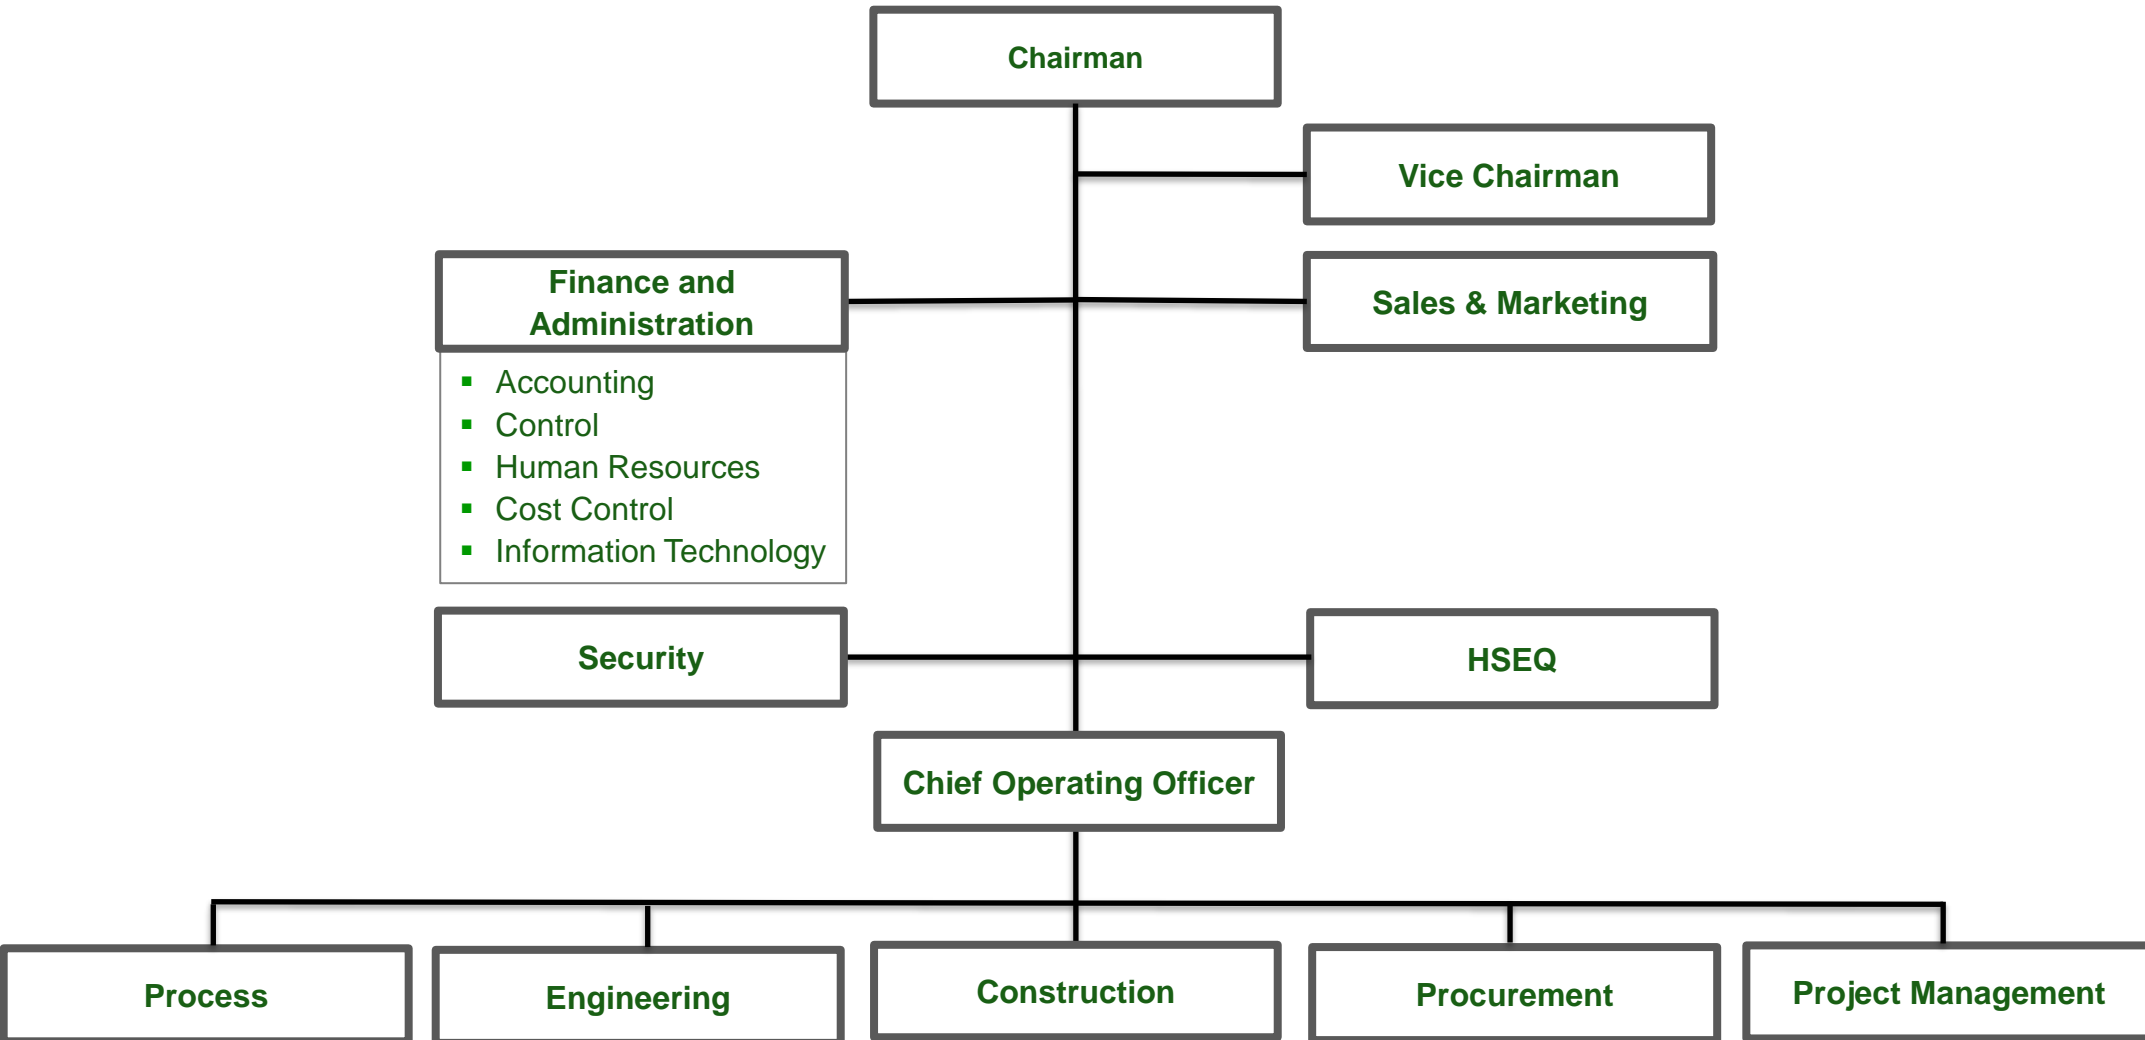 Chairman
Vice Chairman
Finance and
Administration
Sales & Marketing
▪ Accounting
▪ Control
▪ Human Resources
▪ Cost Control
▪ Information Technology
Security
HSEQ
Chief Operating Officer
Process
Engineering
Construction
Procurement
Project Management